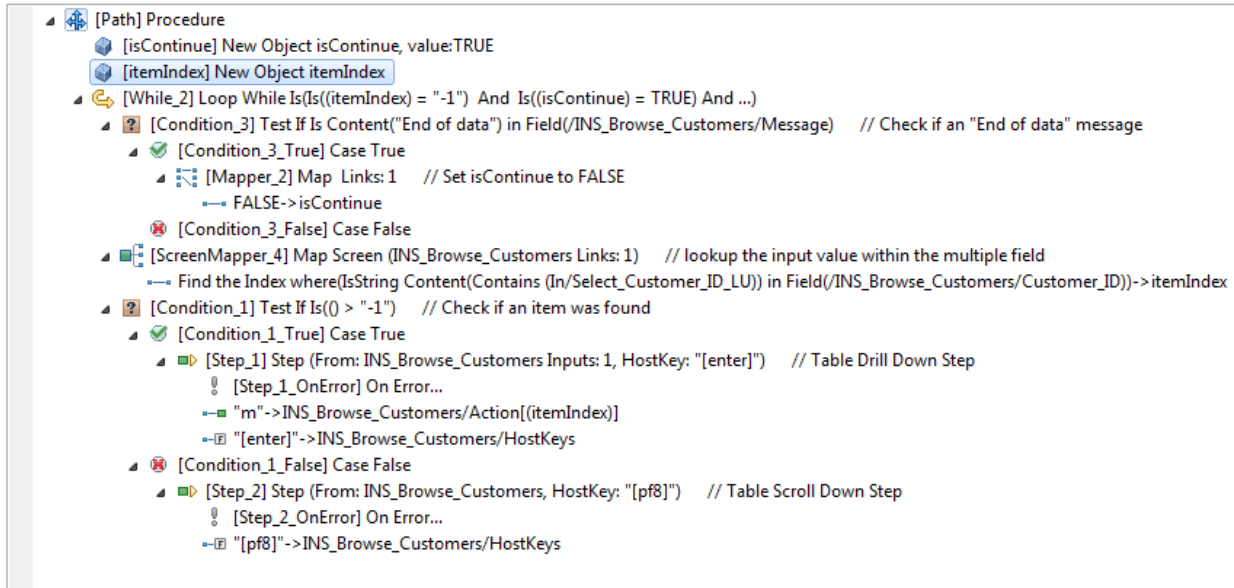 [Path] Procedure
[isContinue] New Object isContinue, value:TRUE
[itemIndex] New Object itemIndex
[While_2] Loop While Is(Is((itemIndex) = "-1") And Is((isContinue) = TRUE) And ...)
[Condition_3] Test If Is Content("End of data") in Field(/INS_Browse_Customers/Message) // Check if an "End of data" message
[Condition_3_True] Case True
[Mapper_2] Map Links: 1 // Set isContinue to FALSE
FALSE->isContinue
[Condition_3_False] Case False
[ScreenMapper_4] Map Screen (INS_Browse_Customers Links: 1) // lookup the input value within the multiple field
Find the Index where(IsString Content(Contains (In/Select_Customer_ID_LU)) in Field(/INS_Browse_Customers/Customer_ID))->itemIndex
[Condition_1] Test If Is(() > "-1") // Check if an item was found
[Condition_1_True] Case True
[Step_1] Step (From: INS_Browse_Customers Inputs: 1, HostKey: "[enter]") // Table Drill Down Step
[Step_1_OnError] On Error...
"m"->INS_Browse_Customers/Action[(itemIndex)]
"[enter]"->INS_Browse_Customers/HostKeys
[Condition_1_False] Case False
[Step_2] Step (From: INS_Browse_Customers, HostKey: "[pf8]") // Table Scroll Down Step
[Step_2_OnError] On Error...
"[pf8]"->INS_Browse_Customers/HostKeys